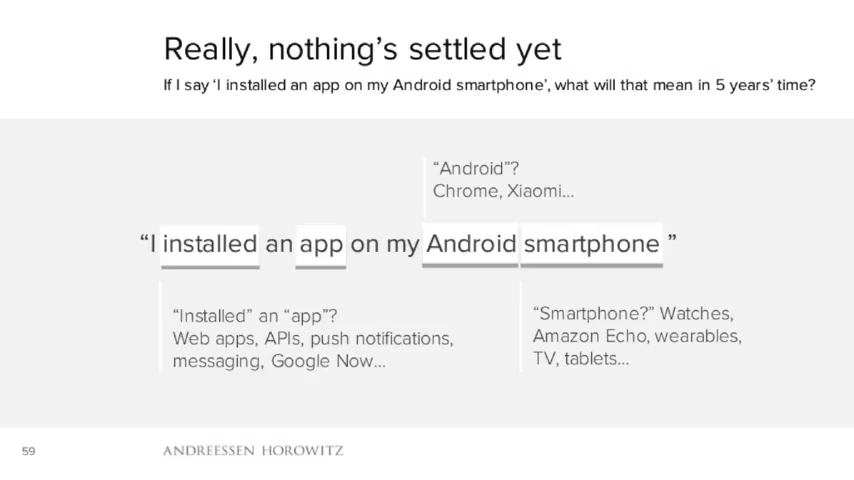 Really, nothing’s settled yet
If I say ‘I installed an app on my Android smartphone’, what will that mean in 5 years’ time?
“Android”?
Chrome, Xiaomi...
“I installed an app on my Android smartphone ”
“Installed” an “app”?
Web apps, APIs, push notifications,
messaging, Google Now...
“Smartphone?” Watches,
Amazon Echo, wearables,
TV, tablets...
59
ANDREESSEN HOROWITZ